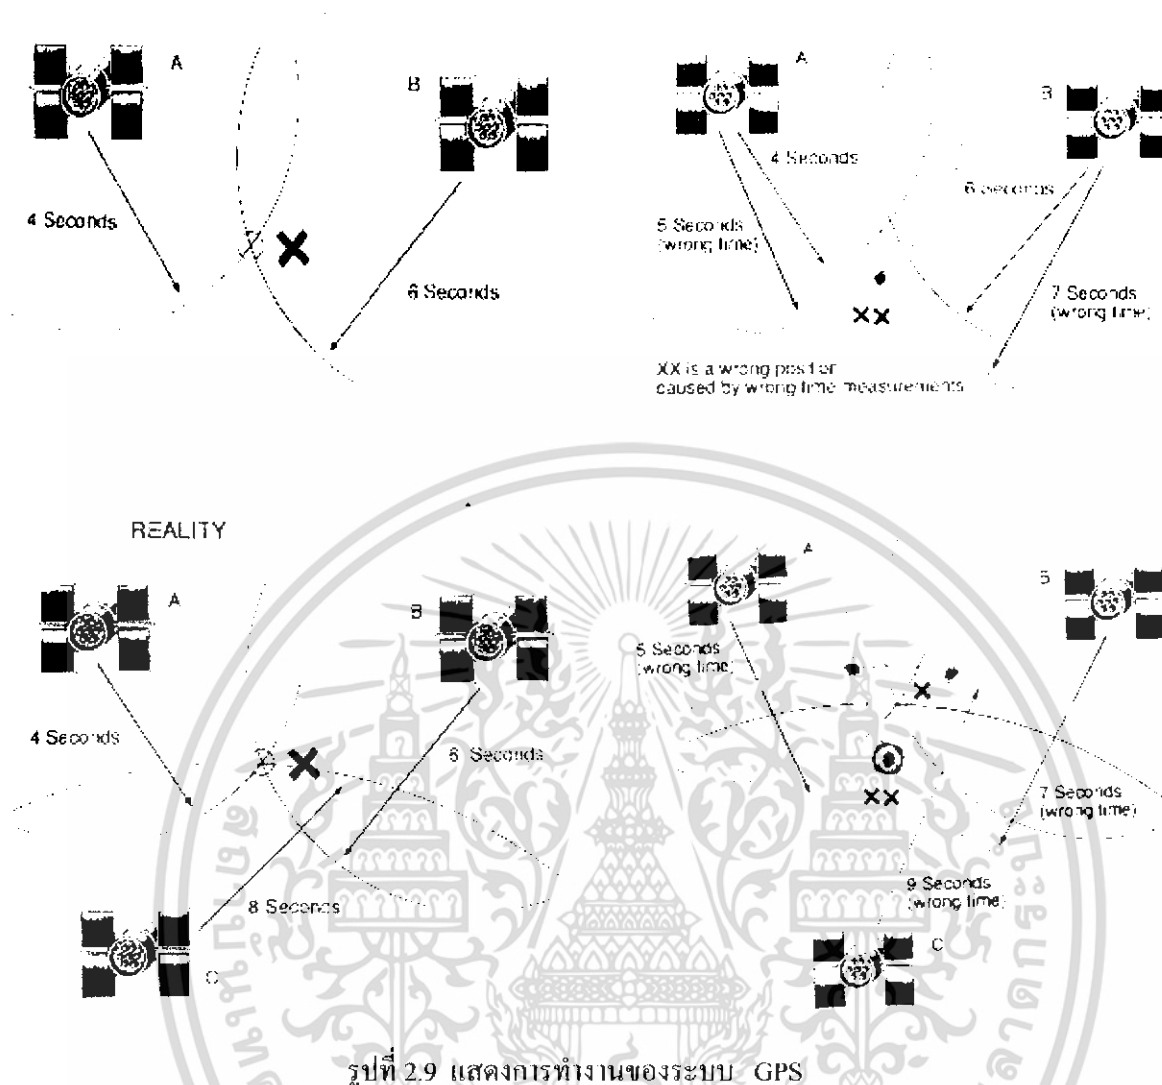 A
B
4 Seconds
6 Seconds
A
B
4 Seconds
6 seconds
5 Seconds
(wrong time)
7 Seconds
(wrong time)
XX is a wrong position
caused by wrong time measurements
REALITY
A
B
4 Seconds
6 Seconds
8 Seconds
C
A
B
5 Seconds
(wrong time)
7 Seconds
(wrong time)
9 Seconds
(wrong time)
C
รูปที่ 2.9 แสดงการทำงานของระบบ GPS